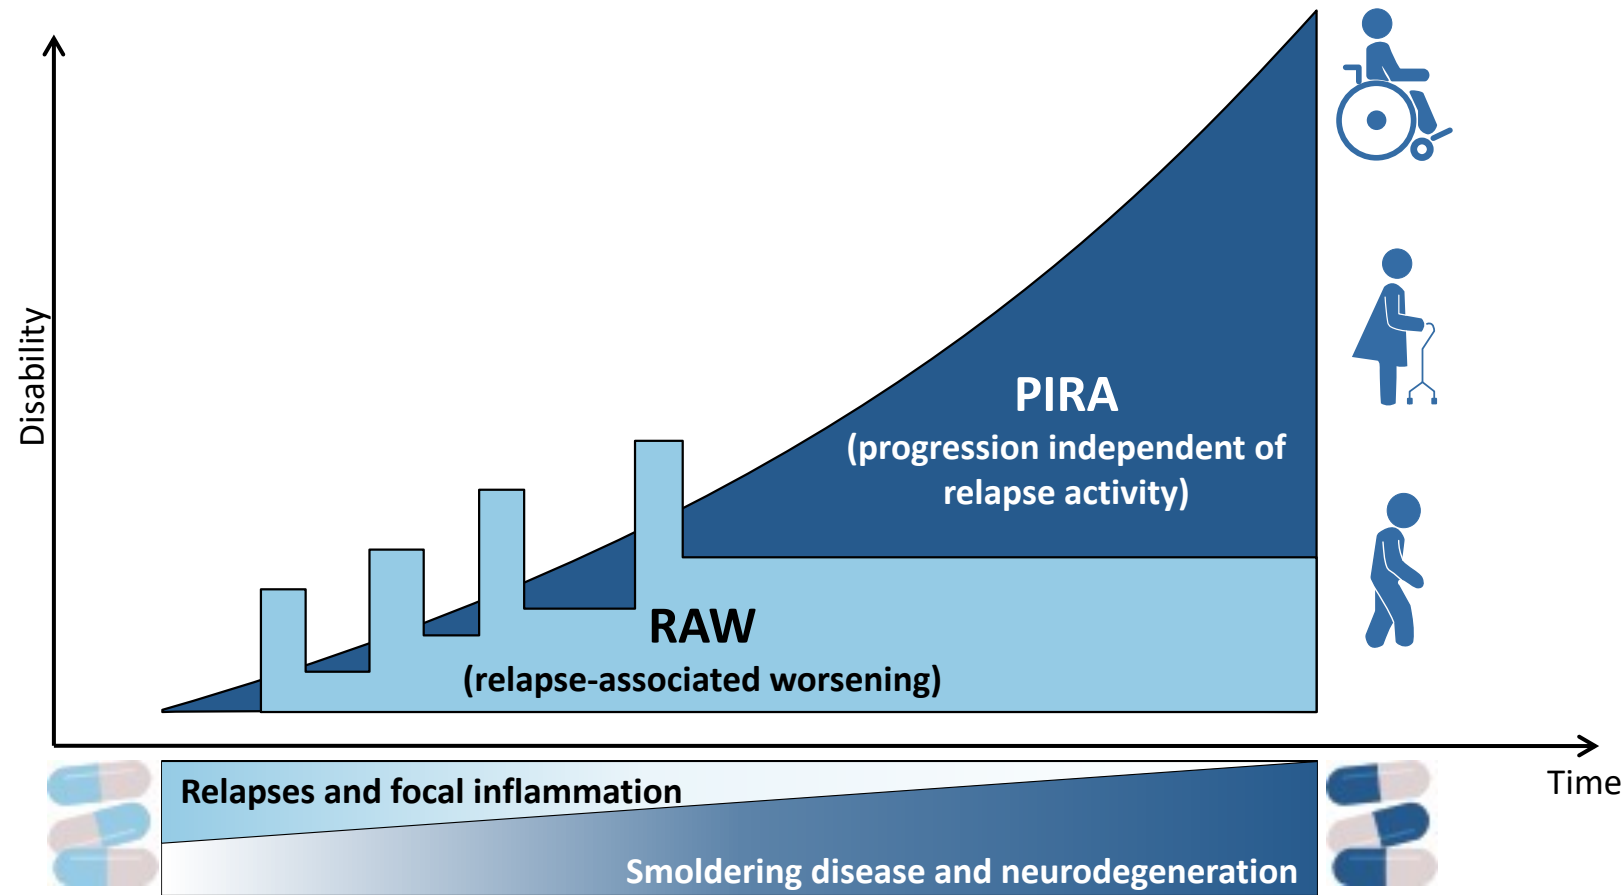 Disability
PIRA
(progression independent of
relapse activity)
RAW
(relapse-associated worsening)
Time
Relapses and focal inflammation
Smoldering disease and neurodegeneration